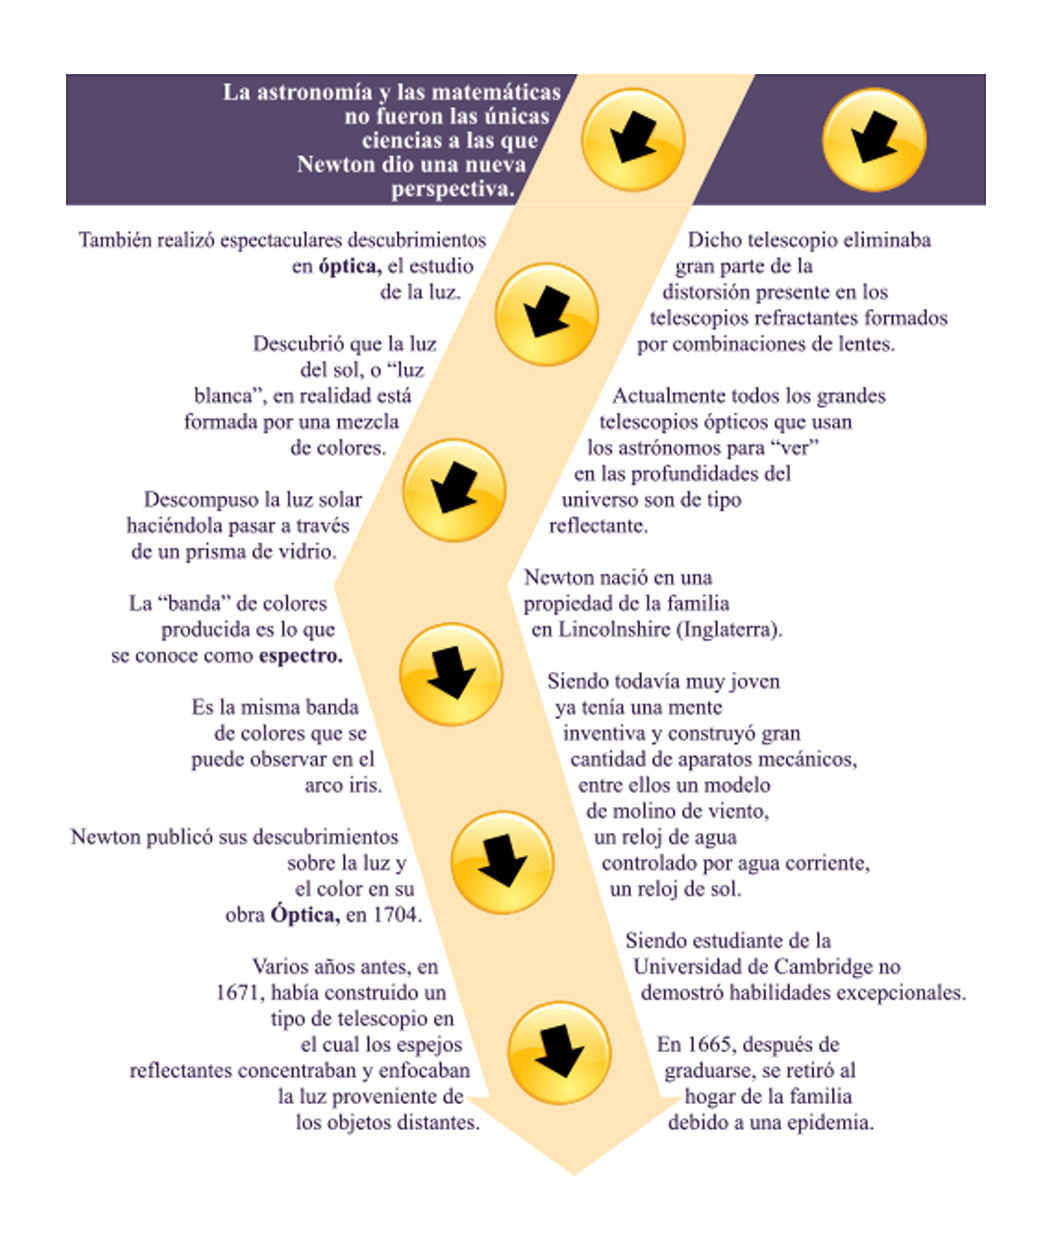 La astronomía y las matemáticas
no fueron las únicas
ciencias a las que
Newton dio una nueva
perspectiva.
También realizó espectaculares descubrimientos
en óptica, el estudio
de la luz.
Descubrió que la luz
del sol, o “luz
blanca”, en realidad está
formada por una mezcla
de colores.
Descompuso la luz solar
haciéndola pasar a través
de un prisma de vidrio.
La “banda” de colores
producida es lo que
se conoce como espectro.
Es la misma banda
de colores que se
puede observar en el
arco iris.
Newton publicó sus descubrimientos
sobre la luz y
el color en su
obra Óptica, en 1704.
Varios años antes, en
1671, había construido un
tipo de telescopio en
el cual los espejos
reflectantes concentraban y enfocaban
la luz proveniente de
los objetos distantes.
Dicho telescopio eliminaba
gran parte de la
distorsión presente en los
telescopios refractantes formados
por combinaciones de lentes.
Actualmente todos los grandes
telescopios ópticos que usan
los astrónomos para “ver”
en las profundidades del
universo son de tipo
reflectante.
Newton nació en una
propiedad de la familia
en Lincolnshire (Inglaterra).
Siendo todavía muy joven
ya tenía una mente
inventiva y construyó gran
cantidad de aparatos mecánicos,
entre ellos un modelo
de molino de viento,
un reloj de agua
controlado por agua corriente,
un reloj de sol.
Siendo estudiante de la
Universidad de Cambridge no
demostró habilidades excepcionales.
En 1665, después de
graduarse, se retiró al
hogar de la familia
debido a una epidemia.